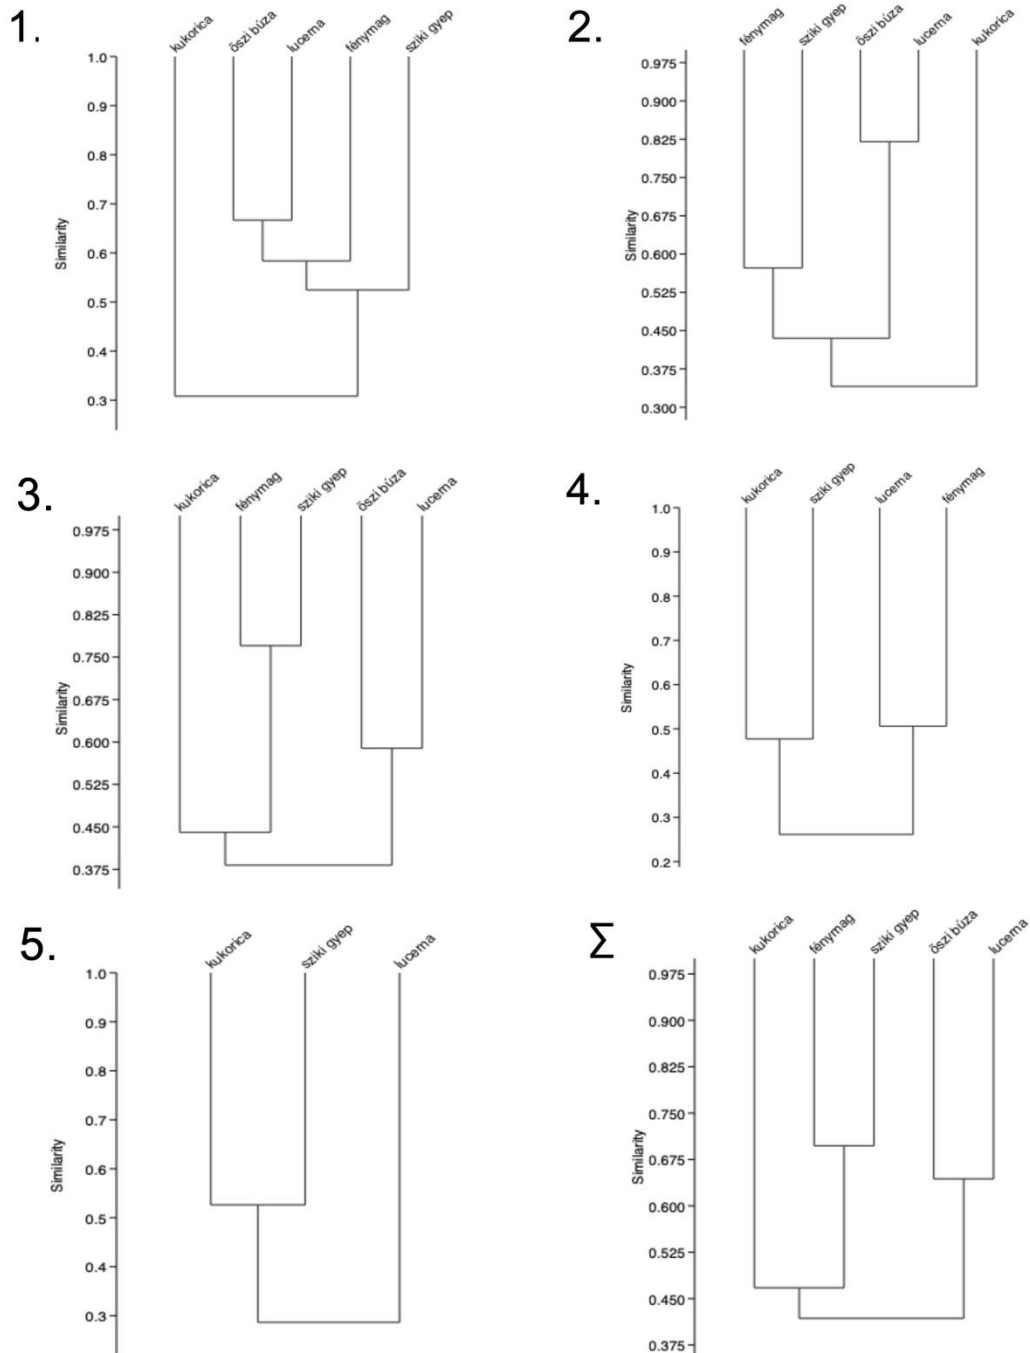 1.
kukorica
őszi búza
lucerna
fénymag
sziki gyep
1.0
0.9
0.8
0.7
0.6
0.5
0.4
0.3
Similarity
2.
fénymag
sziki gyep
őszi búza
lucerna
kukorica
0.975
0.900
0.825
0.750
0.675
0.600
0.525
0.450
0.375
0.300
Similarity
3.
kukorica
fénymag
sziki gyep
őszi búza
lucerna
0.975
0.900
0.825
0.750
0.675
0.600
0.525
0.450
0.375
Similarity
4.
kukorica
sziki gyep
lucerna
fénymag
1.0
0.9
0.8
0.7
0.6
0.5
0.4
0.3
0.2
Similarity
5.
kukorica
sziki gyep
lucerna
1.0
0.9
0.8
0.7
0.6
0.5
0.4
0.3
Similarity
Σ
kukorica
fénymag
sziki gyep
őszi búza
lucerna
0.975
0.900
0.825
0.750
0.675
0.600
0.525
0.450
0.375
Similarity